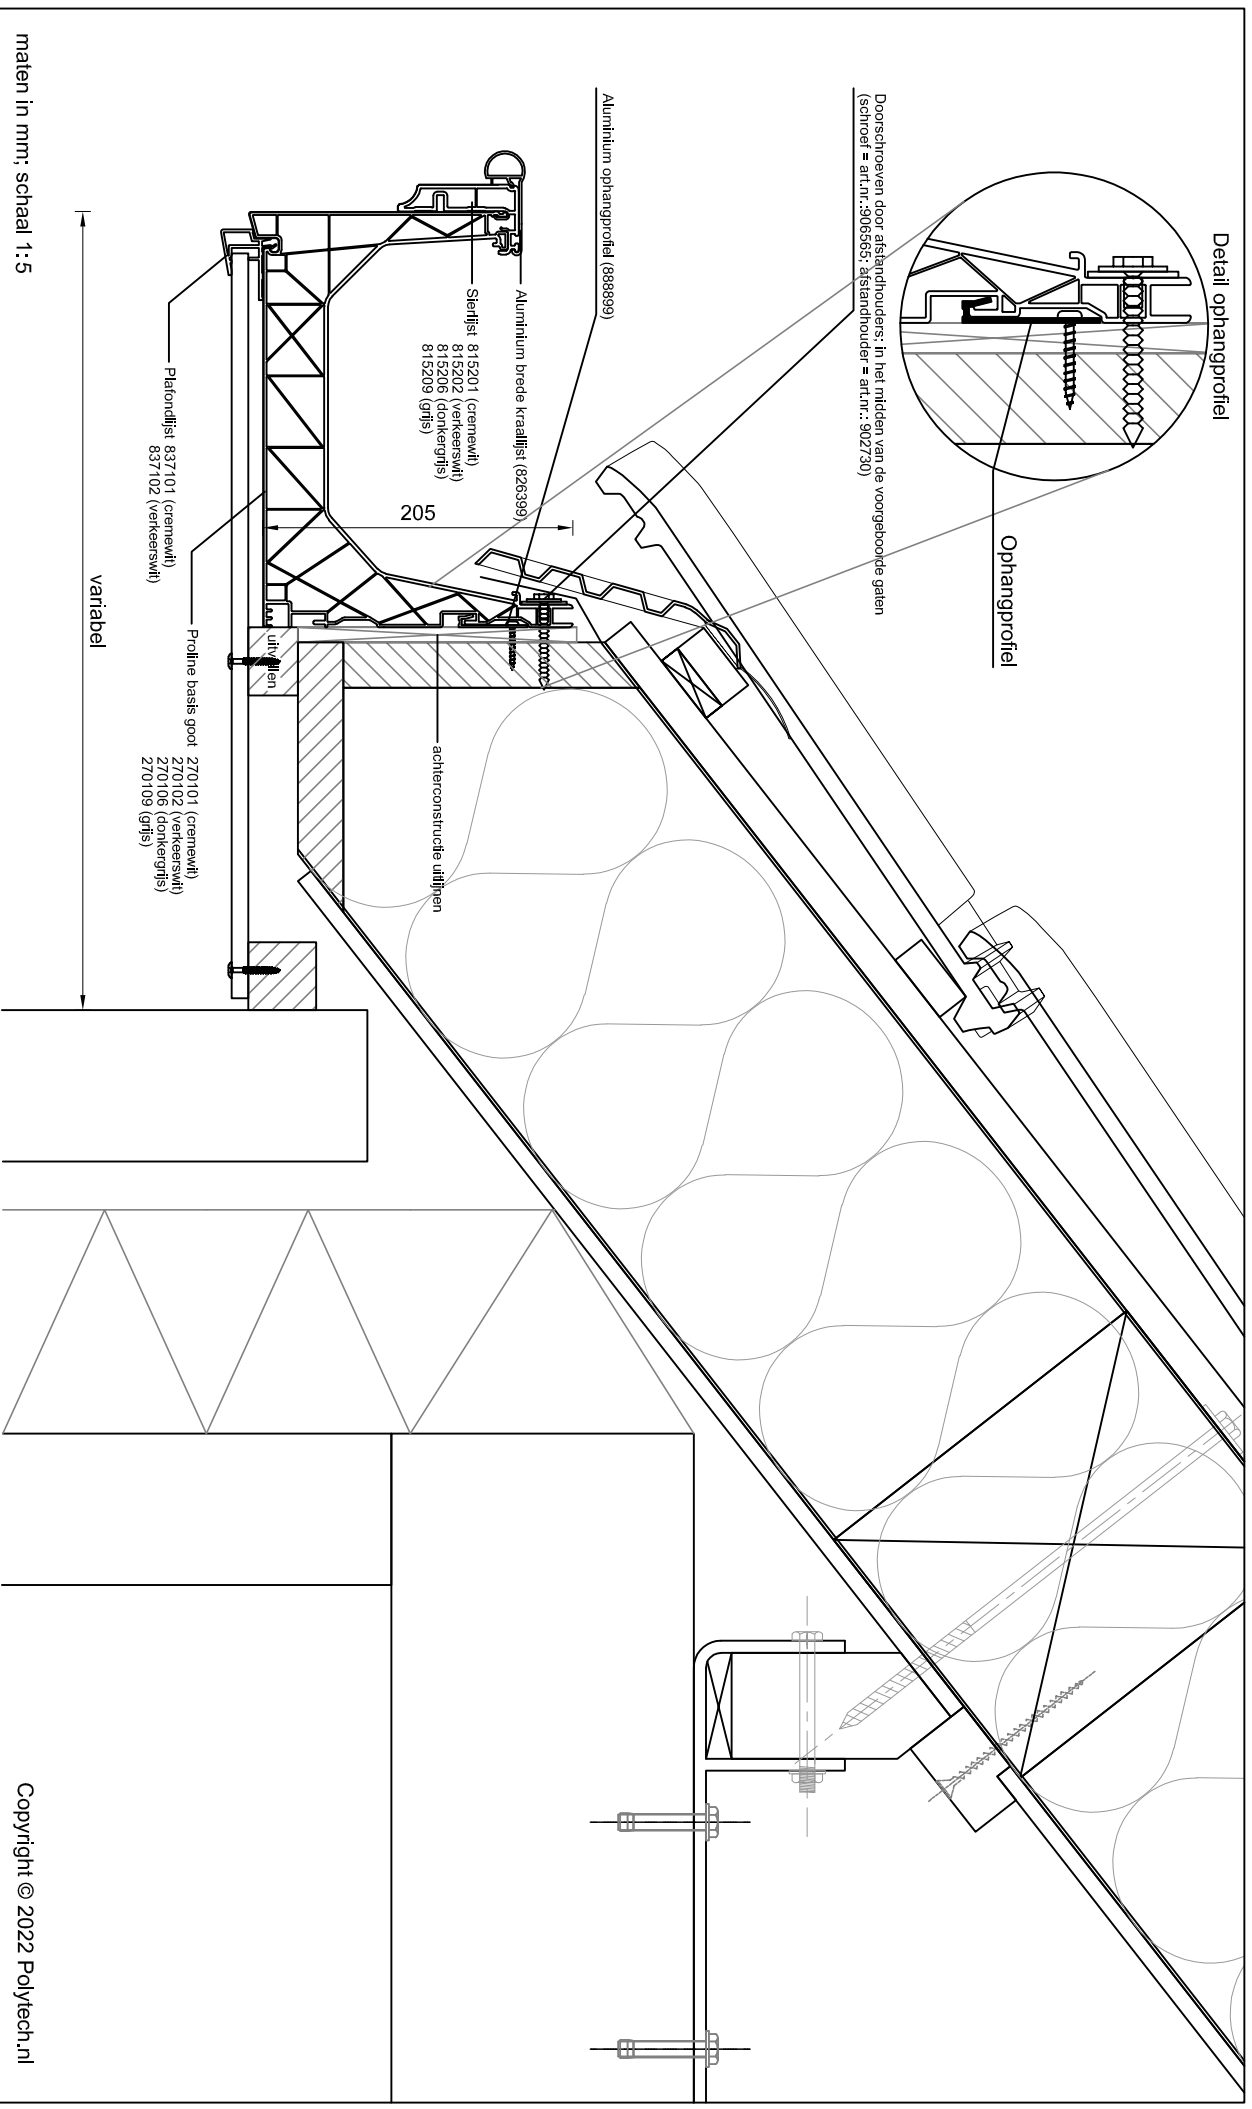 Detail ophangprofiel
Ophangprofiel
Doorschroeven door afstandhouders; in het midden van de voorgeboorde gaten
(schroef = art.nr.:906565; afstandhouder = art.nr.: 902730)
Aluminium ophangprofiel (888899)
Aluminium brede kraallijst (826399)
Sierlijst 815201 (cremewit)
815202 (verkeerswit)
815206 (donkergrijs)
815209 (grijs)
205
achterconstructie uitlijnen
uitvullen
Proline basis goot 270101 (cremewit)
270102 (verkeerswit)
270106 (donkergrijs)
270109 (grijs)
Plafondlijst 837101 (cremewit)
837102 (verkeerswit)
variabel
maten in mm; schaal 1:5
Copyright © 2022 Polytech.nl